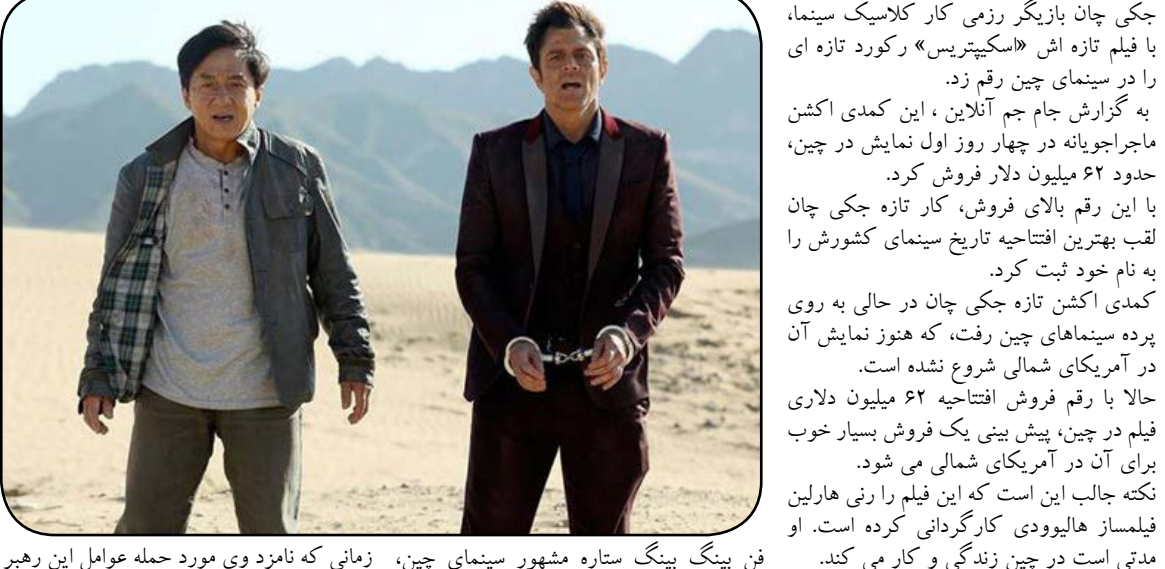 جکی چان بازیگر رزمی کار کلاسیک سینما،
با فیلم تازه اش «اسکیپتریس» رکورد تازه ای
را در سینمای چین رقم زد.
به گزارش جام جم آنلاین ، این کمدی اکشن
ماجراجویانه در چهار روز اول نمایش در چین،
حدود ۶۲ میلیون دلار فروش کرد.
با این رقم بالای فروش، کار تازه جکی چان
لقب بهترین افتتاحیه تاریخ سینمای کشورش را
به نام خود ثبت کرد.
کمدی اکشن تازه جکی چان در حالی به روی
پرده سینماهای چین رفت، که هنوز نمایش آن
در آمریکای شمالی شروع نشده است.
حالا با رقم فروش افتتاحیه ۶۲ میلیون دلاری
فیلم در چین، پیش بینی یک فروش بسیار خوب
برای آن در آمریکای شمالی می شود.
نکته جالب این است که این فیلم را رنی هارلین
فیلمساز هالیوودی کارگردانی کرده است. او
مدتی است در چین زندگی و کار می کند.
فن بینگ بینگ ستاره مشهور سینمای چین،
زمانی که نامزد وی مورد حمله عوامل این رهبر